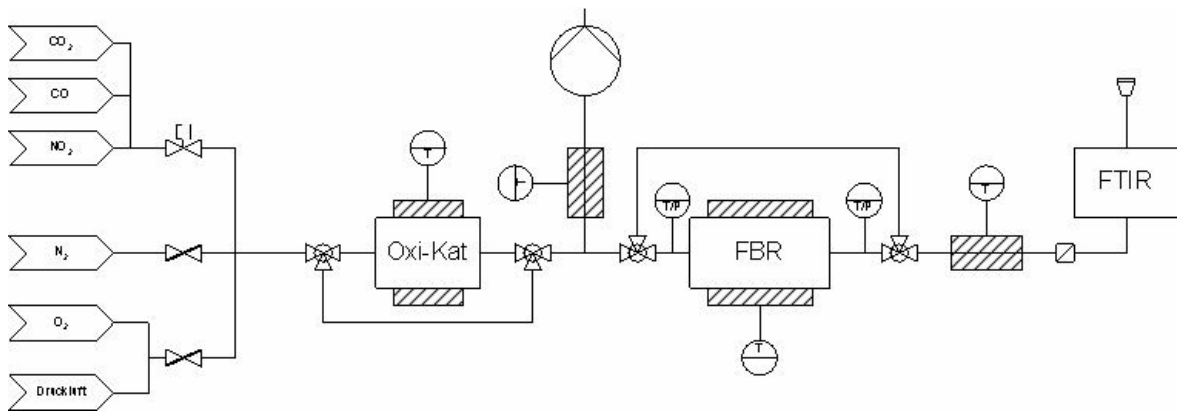 CO₂
CO
NO₂
N₂
O₂
Druckluft
T
Oxi-Kat
T
T/P
FBR
T
T/P
T
FTIR